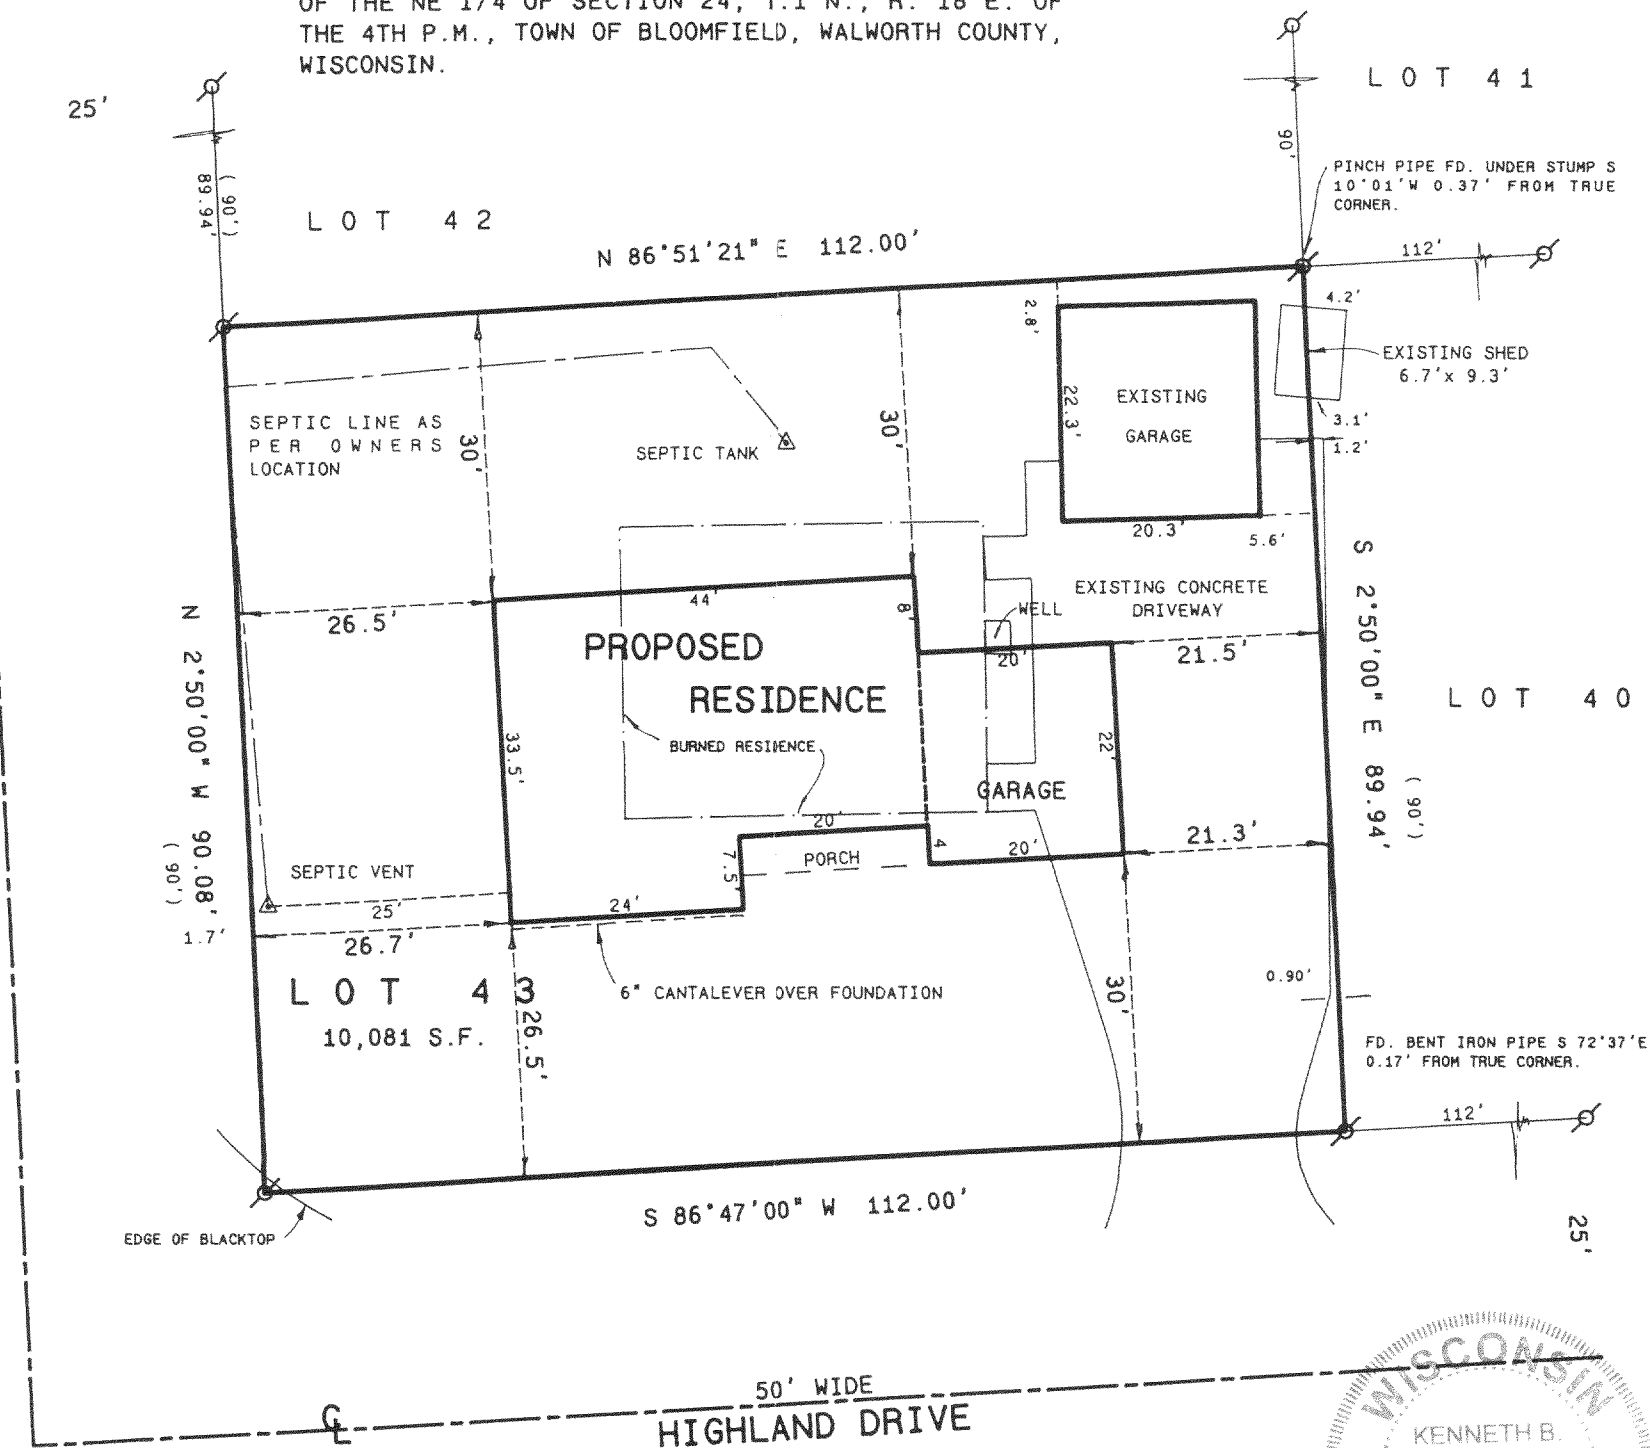 OF THE NE 1/4 OF SECTION 24, T.1 N., R. 18 E. OF
THE 4TH P.M., TOWN OF BLOOMFIELD, WALWORTH COUNTY,
WISCONSIN.
25'
LOT 41
90'
PINCH PIPE FD. UNDER STUMP S
10°01'W 0.37' FROM TRUE
CORNER.
(90')
89.94'
LOT 42
N 86°51'21" E 112.00'
112'
4.2'
2.8'
EXISTING SHED
6.7'x 9.3'
EXISTING
GARAGE
22.3'
3.1'
1.2'
SEPTIC LINE AS
PER OWNERS
LOCATION
30'
30'
SEPTIC TANK
20.3'
5.6'
S 2°50'00" E 89.94'
(90')
EXISTING CONCRETE
DRIVEWAY
WELL
44'
8'
26.5'
N 2°50'00" W 90.08'
(90')
PROPOSED
RESIDENCE
20'
21.5'
LOT 40
33.5'
BURNED RESIDENCE
22'
GARAGE
20'
4
20'
21.3'
7.5'
PORCH
SEPTIC VENT
25'
24'
1.7'
26.7'
LOT 43
10,081 S.F.
6" CANTALEVER OVER FOUNDATION
26.5'
30'
0.90'
FD. BENT IRON PIPE S 72°37'E
0.17' FROM TRUE CORNER.
112'
S 86°47'00" W 112.00'
EDGE OF BLACKTOP
25'
50' WIDE
CL
HIGHLAND DRIVE
WISCONSIN
KENNETH B.